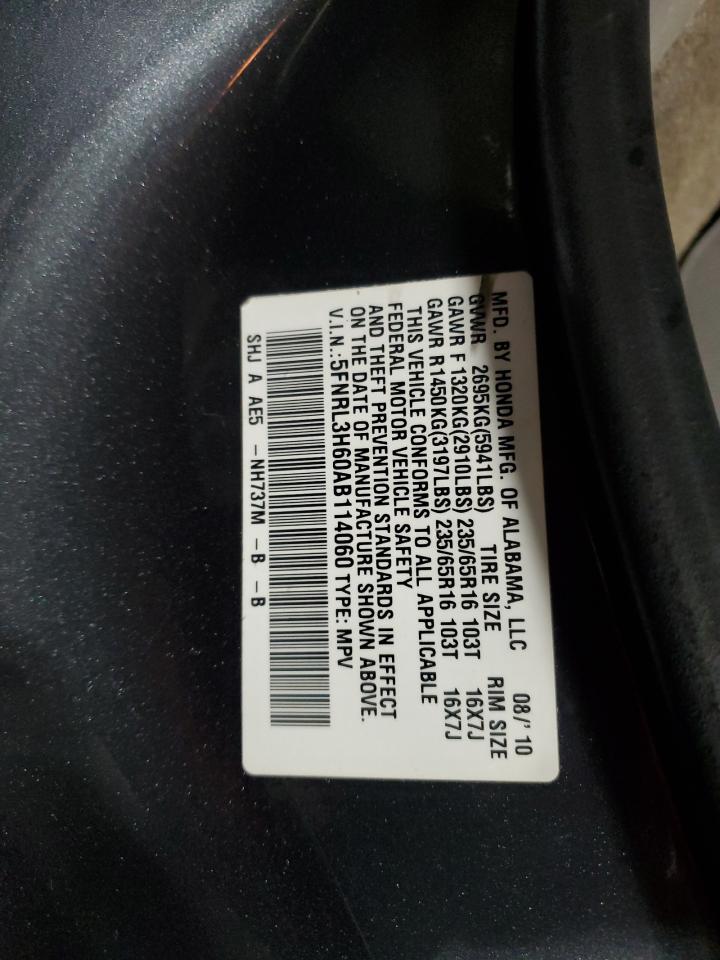 MFD. BY HONDA MFG. OF ALABAMA, LLC 08/'10
GVWR 2695KG(5941LBS) TIRE SIZE RIM SIZE
GAWR F 1320KG(2910LBS) 235/65R16 103T 16X7J
GAWR R 1450KG(3197LBS) 235/65R16 103T 16X7J
THIS VEHICLE CONFORMS TO ALL APPLICABLE
FEDERAL MOTOR VEHICLE SAFETY
AND THEFT PREVENTION STANDARDS IN EFFECT
ON THE DATE OF MANUFACTURE SHOWN ABOVE.
V.I.N.:5FNRL3H60AB114060 TYPE: MPV
SHJ A AE5 -NH737M -B -B